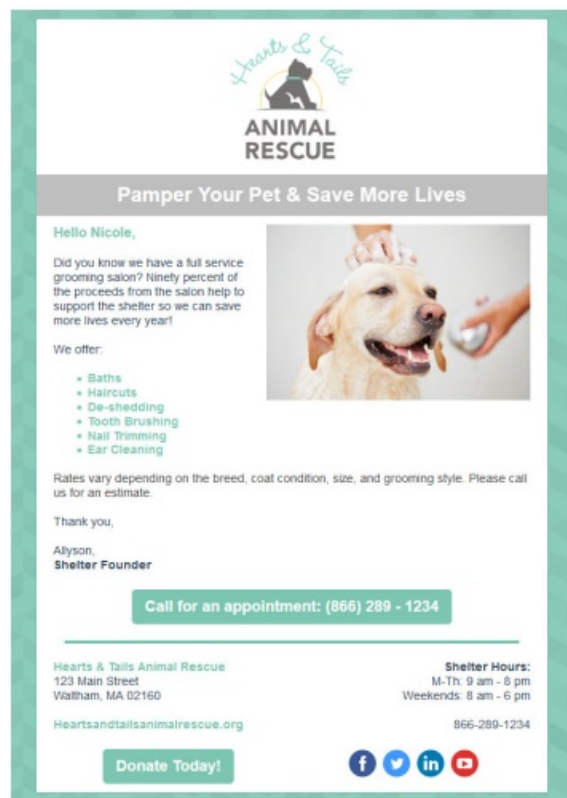 Hearts & Tails
ANIMAL
RESCUE
Pamper Your Pet & Save More Lives
Hello Nicole,
Did you know we have a full service
grooming salon? Ninety percent of
the proceeds from the salon help to
support the shelter so we can save
more lives every year!
We offer:
• Baths
• Haircuts
• De-shedding
• Tooth Brushing
• Nail Trimming
• Ear Cleaning
Rates vary depending on the breed, coat condition, size, and grooming style. Please call
us for an estimate.
Thank you,
Allyson,
Shelter Founder
Call for an appointment: (866) 289 - 1234
Hearts & Tails Animal Rescue
123 Main Street
Waltham, MA 02160
Heartsandtailsanimalrescue.org
Shelter Hours:
M-Th: 9 am - 8 pm
Weekends: 8 am - 6 pm
866-289-1234
Donate Today!
f
in